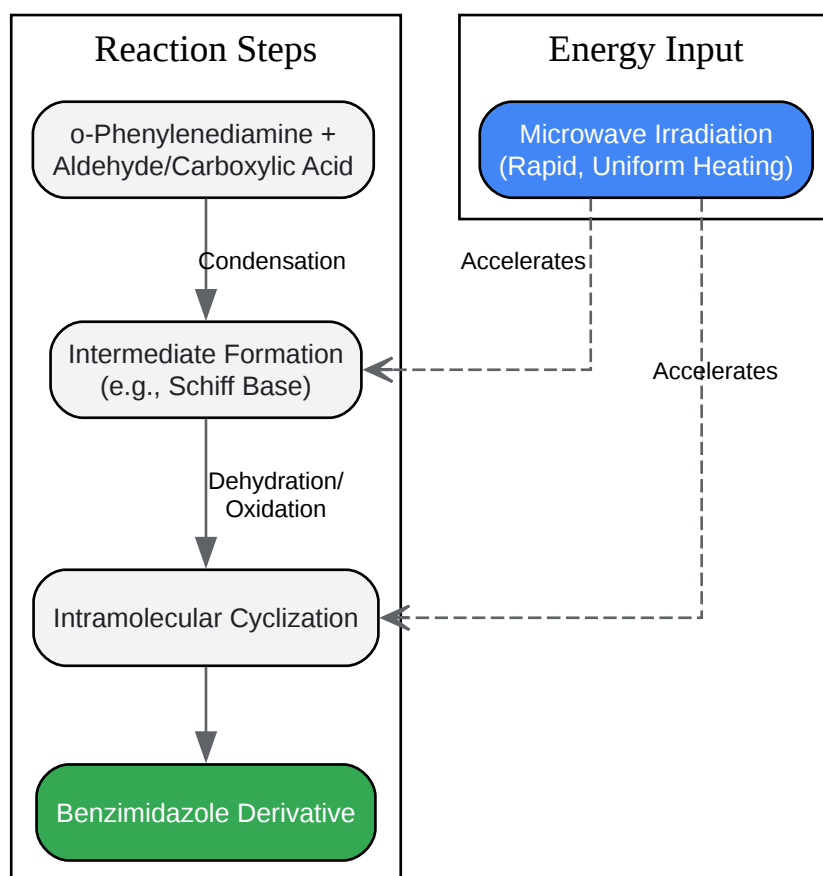 Reaction Steps
o-Phenylenediamine +
Aldehyde/Carboxylic Acid
Condensation
Intermediate Formation
(e.g., Schiff Base)
Dehydration/
Oxidation
Intramolecular Cyclization
Benzimidazole Derivative
Energy Input
Microwave Irradiation
(Rapid, Uniform Heating)
Accelerates
Accelerates